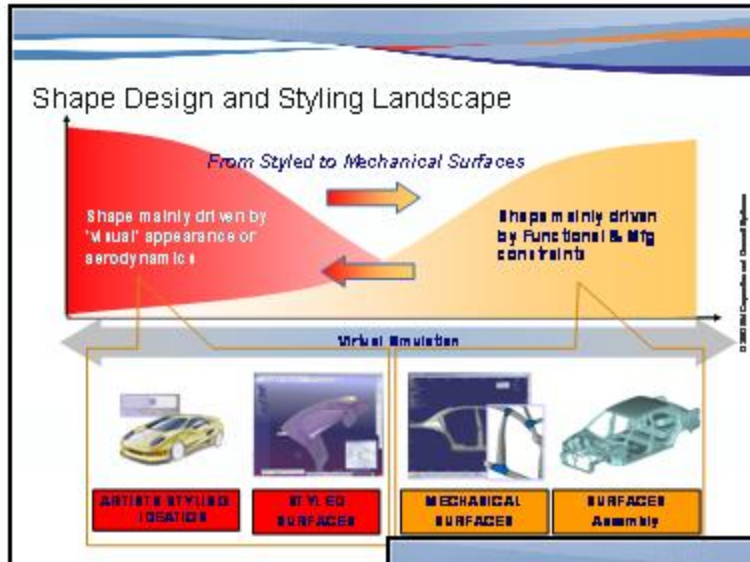 Shape Design and Styling Landscape
From Styled to Mechanical Surfaces
Shape mainly driven by
'visual' appearance or
aerodynamics
Shape mainly driven
by Functional & Mfg
constraints
Virtual Simulation
ARTISTS STYLING
IDEATION
STYLED
SURFACES
MECHANICAL
SURFACES
SURFACES
Assembly